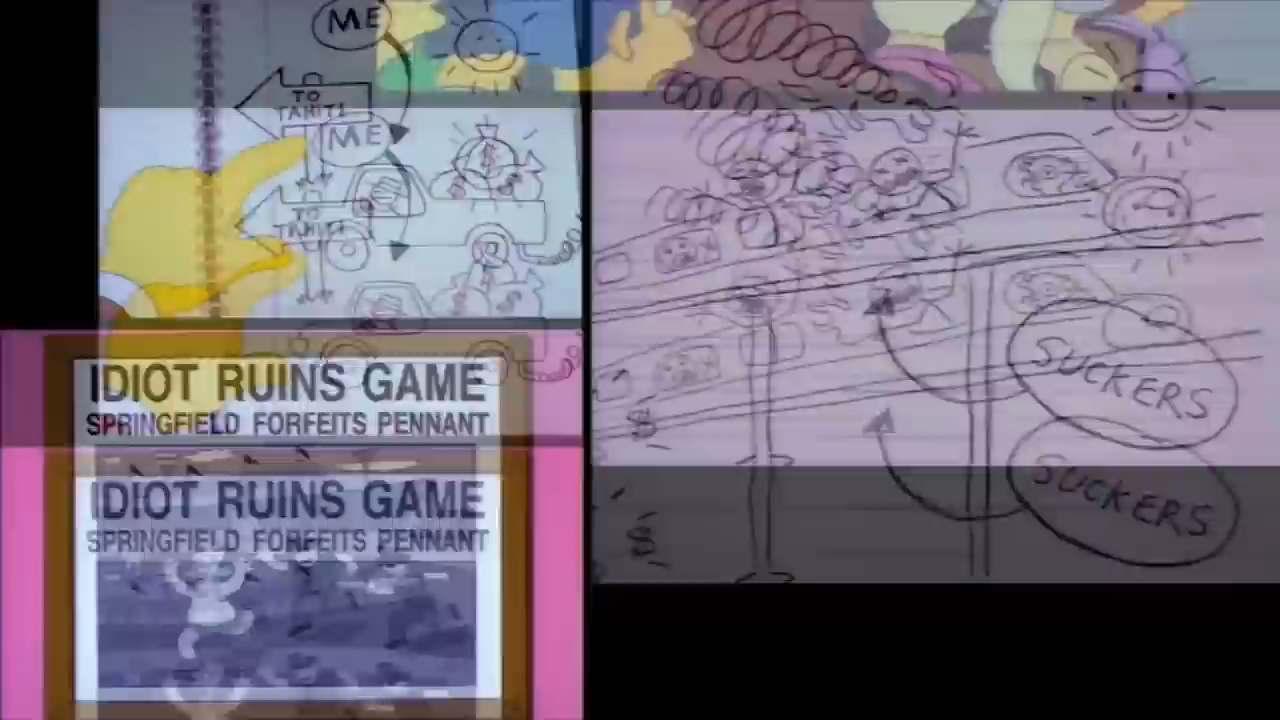 ME
TO
TAHITI
ME
TO
TAHITI
IDIOT RUINS GAME
SPRINGFIELD FORFEITS PENNANT
IDIOT RUINS GAME
SPRINGFIELD FORFEITS PENNANT
SUCKERS
SUCKERS
$
$
$